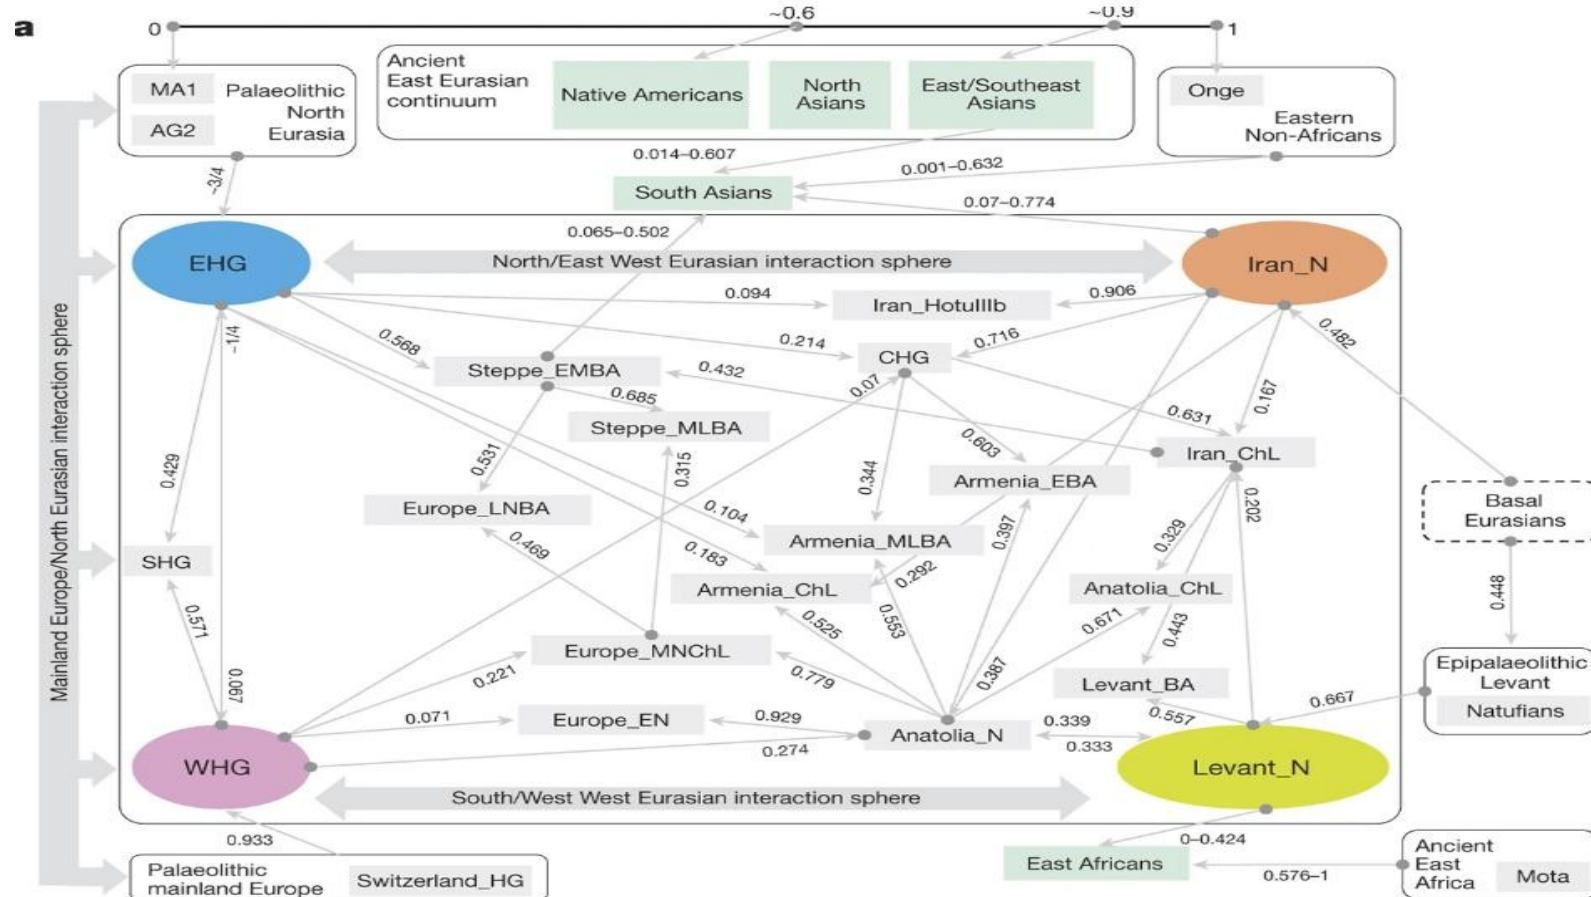 a
0
~0.6
~0.9
1
MA1
AG2
Palaeolithic
North
Eurasia
Ancient
East Eurasian
continuum
Native Americans
North
Asians
East/Southeast
Asians
Onge
Eastern
Non-Africans
~3/4
0.014–0.607
0.001–0.632
South Asians
0.07–0.774
0.065–0.502
EHG
North/East West Eurasian interaction sphere
Iran_N
Mainland Europe/North Eurasian interaction sphere
~1/4
0.094
Iran_HotuIIIb
0.906
0.482
0.568
0.214
CHG
0.716
Steppe_EMBA
0.432
0.07
0.167
0.685
0.631
Steppe_MLBA
0.603
Iran_ChL
0.429
0.531
0.315
0.344
Armenia_EBA
0.202
Basal
Eurasians
Europe_LNBA
0.104
0.397
0.329
0.469
Armenia_MLBA
SHG
0.183
0.292
Armenia_ChL
Anatolia_ChL
0.448
0.571
0.525
0.553
0.671
0.443
Europe_MNChL
0.221
0.779
0.387
Epipalaeolithic
Levant
Natufians
0.067
Levant_BA
0.667
0.071
Europe_EN
0.929
Anatolia_N
0.339
0.557
0.333
0.274
WHG
Levant_N
South/West West Eurasian interaction sphere
0.933
0–0.424
Palaeolithic
mainland Europe
Switzerland_HG
East Africans
0.576–1
Ancient
East
Africa
Mota